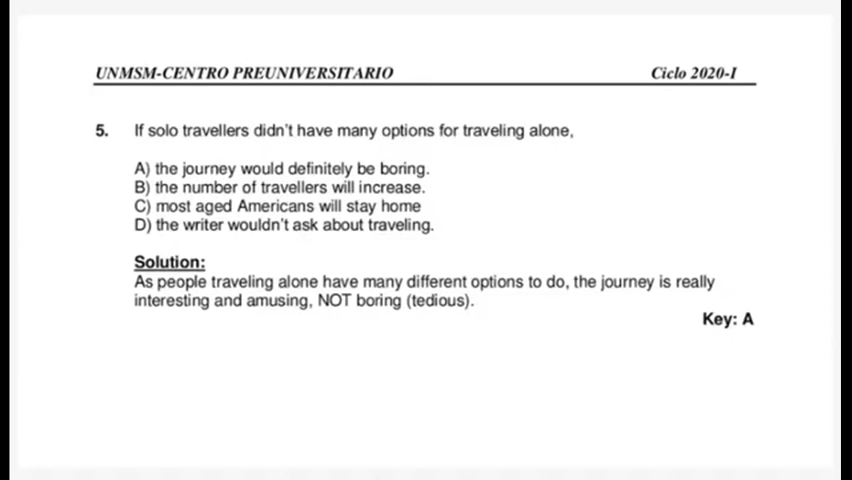 UNMSM-CENTRO PREUNIVERSITARIO Ciclo 2020-I
5. If solo travellers didn't have many options for traveling alone,
A) the journey would definitely be boring.
B) the number of travellers will increase.
C) most aged Americans will stay home
D) the writer wouldn't ask about traveling.
Solution:
As people traveling alone have many different options to do, the journey is really
interesting and amusing, NOT boring (tedious).
Key: A